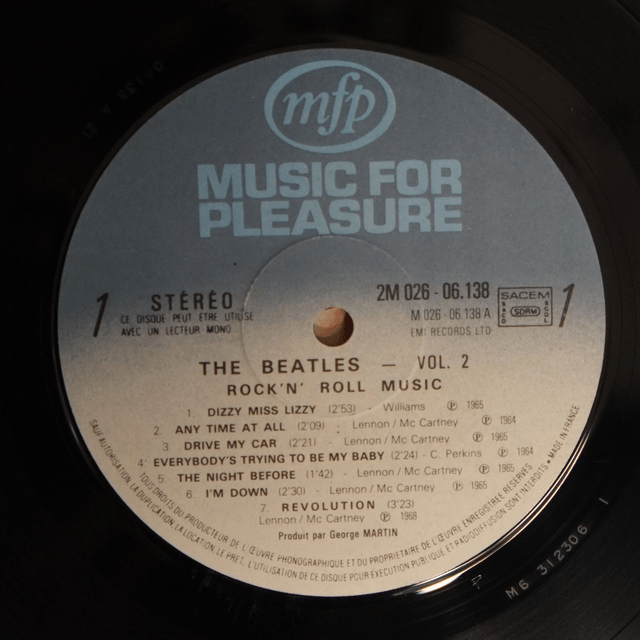 mfp
MUSIC FOR
PLEASURE
1
STÉRÉO
CE DISQUE PEUT ÊTRE UTILISÉ
AVEC UN LECTEUR MONO
2M 026 - 06.138
M 026 - 06.138 A
EMI RECORDS LTD
SACEM
SDRM
1
THE BEATLES — VOL. 2
ROCK'N' ROLL MUSIC
1. DIZZY MISS LIZZY (2'53) Williams Ⓟ 1965
2. ANY TIME AT ALL (2'09) - Lennon / Mc Cartney Ⓟ 1964
3. DRIVE MY CAR (2'21) - Lennon / Mc Cartney Ⓟ 1965
4. EVERYBODY'S TRYING TO BE MY BABY (2'24) - C. Perkins Ⓟ 1964
5. THE NIGHT BEFORE (1'42) - Lennon / Mc Cartney Ⓟ 1965
6. I'M DOWN (2'30) - Lennon / Mc Cartney Ⓟ 1965
7. REVOLUTION (3'23)
Lennon / Mc Cartney Ⓟ 1968
Produit par George MARTIN
TOUS DROITS DU PRODUCTEUR DE L'ŒUVRE PHONOGRAPHIQUE ET DU PROPRIETAIRE DE L'ŒUVRE ENREGISTREE RESERVES
SAUF AUTORISATION, LA DUPLICATION, LA LOCATION, LE PRET, L'UTILISATION DE CE DISQUE POUR EXECUTION PUBLIQUE ET RADIODIFFUSION SONT INTERDITS • MADE IN FRANCE
P M6 312306 1